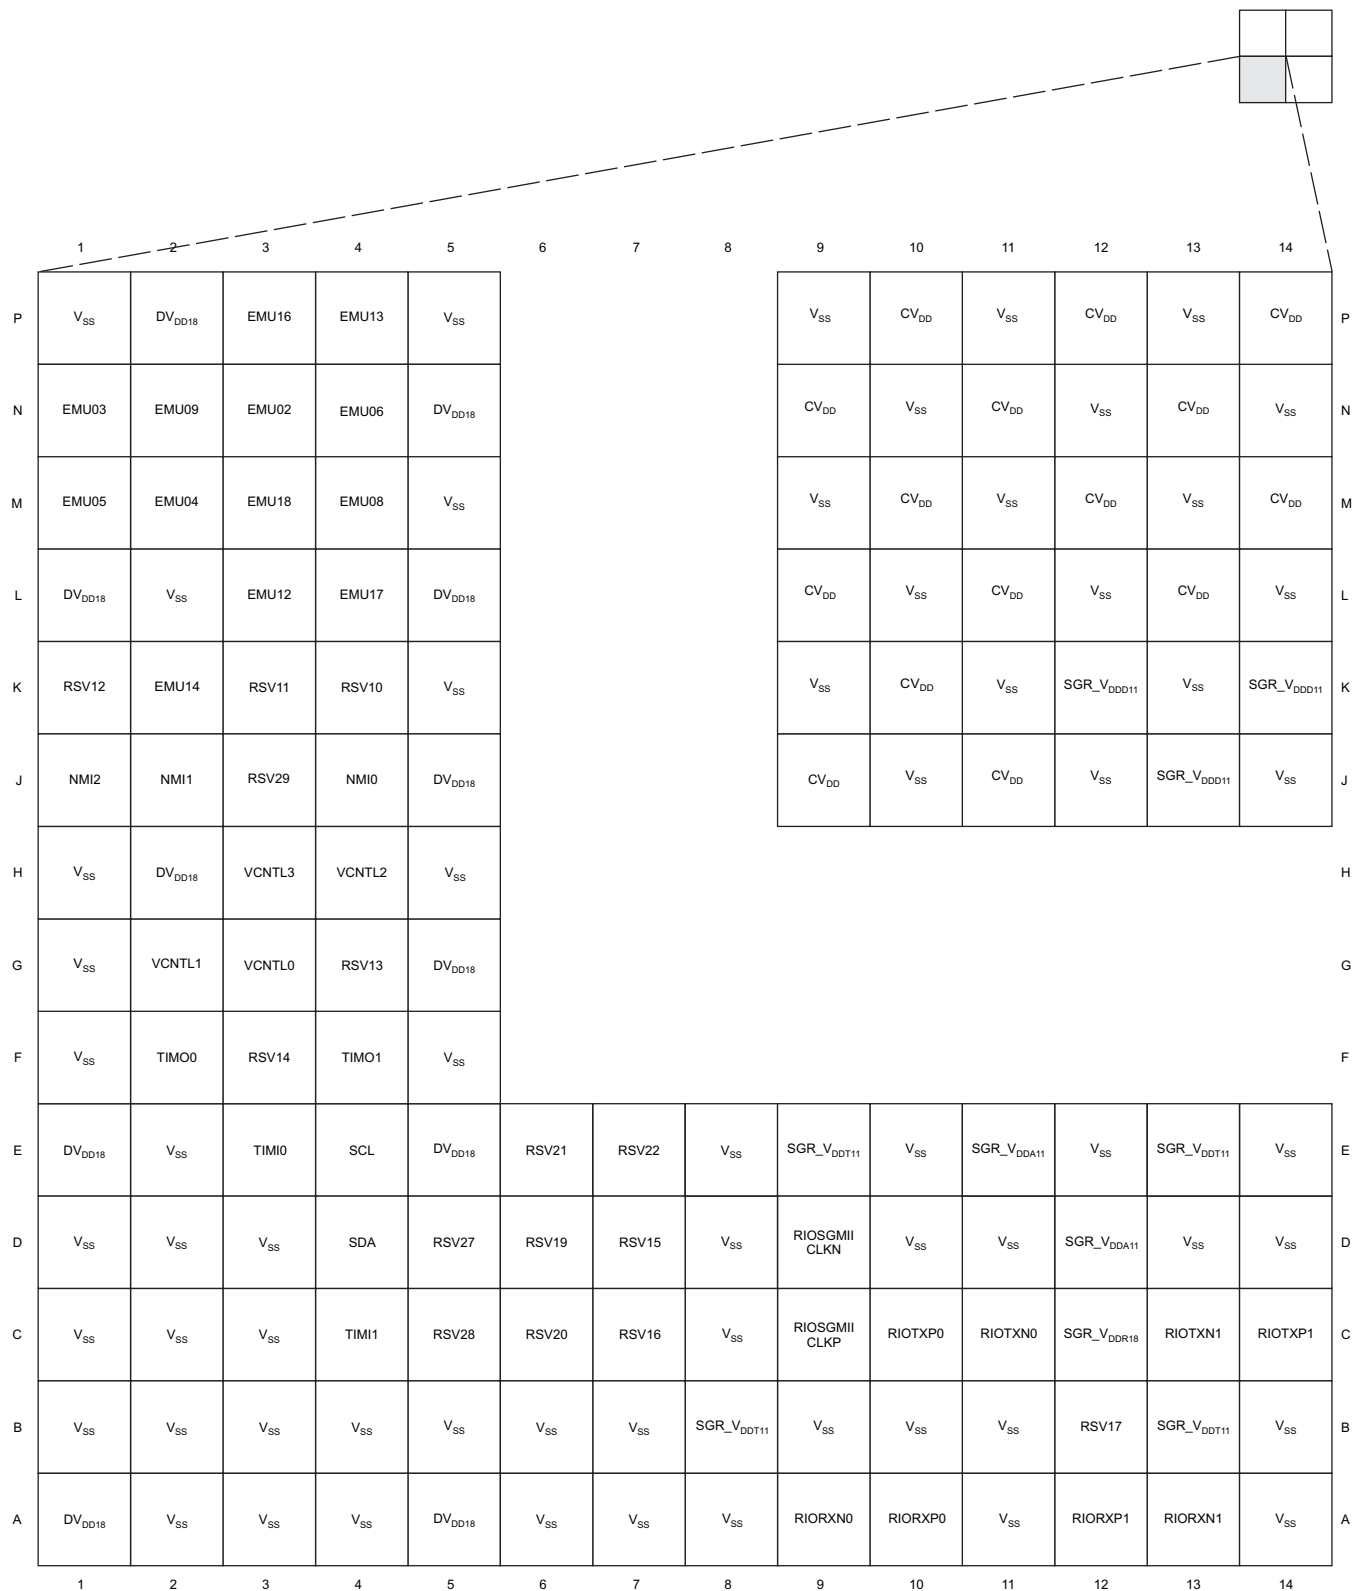 1 2 3 4 5 6 7 8 9 10 11 12 13 14
P VSS DVDD18 EMU16 EMU13 VSS VSS CVDD VSS CVDD VSS CVDD P
N EMU03 EMU09 EMU02 EMU06 DVDD18 CVDD VSS CVDD VSS CVDD VSS N
M EMU05 EMU04 EMU18 EMU08 VSS VSS CVDD VSS CVDD VSS CVDD M
L DVDD18 VSS EMU12 EMU17 DVDD18 CVDD VSS CVDD VSS CVDD VSS L
K RSV12 EMU14 RSV11 RSV10 VSS VSS CVDD VSS SGR_VDDD11 VSS SGR_VDDD11 K
J NMI2 NMI1 RSV29 NMI0 DVDD18 CVDD VSS CVDD VSS SGR_VDDD11 VSS J
H VSS DVDD18 VCNTL3 VCNTL2 VSS H
G VSS VCNTL1 VCNTL0 RSV13 DVDD18 G
F VSS TIMO0 RSV14 TIMO1 VSS F
E DVDD18 VSS TIMI0 SCL DVDD18 RSV21 RSV22 VSS SGR_VDDT11 VSS SGR_VDDA11 VSS SGR_VDDT11 VSS E
D VSS VSS VSS SDA RSV27 RSV19 RSV15 VSS RIOSGMII CLKN VSS VSS SGR_VDDA11 VSS VSS D
C VSS VSS VSS TIMI1 RSV28 RSV20 RSV16 VSS RIOSGMII CLKP RIOTXP0 RIOTXN0 SGR_VDDR18 RIOTXN1 RIOTXP1 C
B VSS VSS VSS VSS VSS VSS VSS SGR_VDDT11 VSS VSS VSS RSV17 SGR_VDDT11 VSS B
A DVDD18 VSS VSS VSS DVDD18 VSS VSS VSS RIORXN0 RIORXP0 VSS RIORXP1 RIORXN1 VSS A
1 2 3 4 5 6 7 8 9 10 11 12 13 14